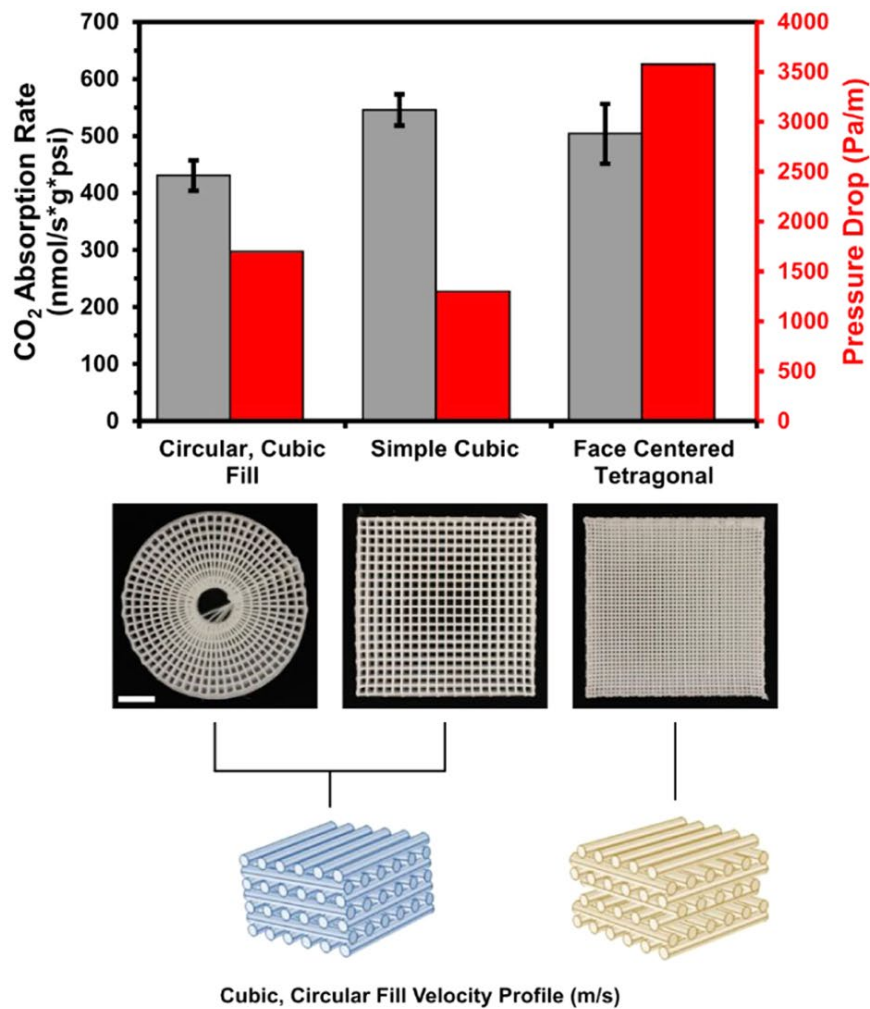 CO2 Absorption Rate
(nmol/s*g*psi)
700
600
500
400
300
200
100
0
4000
3500
3000
2500
2000
1500
1000
500
0
Pressure Drop (Pa/m)
Circular, Cubic
Fill
Simple Cubic
Face Centered
Tetragonal
Cubic, Circular Fill Velocity Profile (m/s)